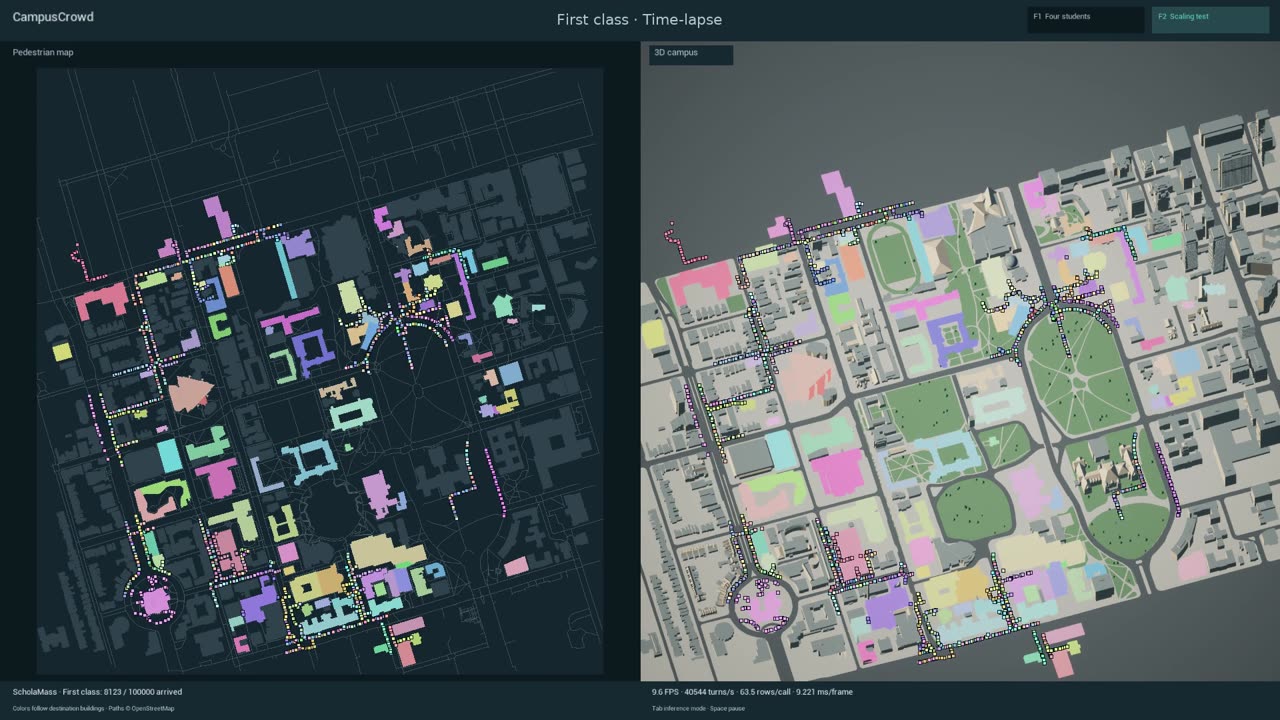 CampusCrowd
First class · Time-lapse
F1 Four students
F2 Scaling test
Pedestrian map
3D campus
ScholaMass · First class: 8123 / 100000 arrived
Colors follow destination buildings · Paths © OpenStreetMap
9.6 FPS · 40544 turns/s · 63.5 rows/call · 9.221 ms/frame
Tab inference mode · Space pause